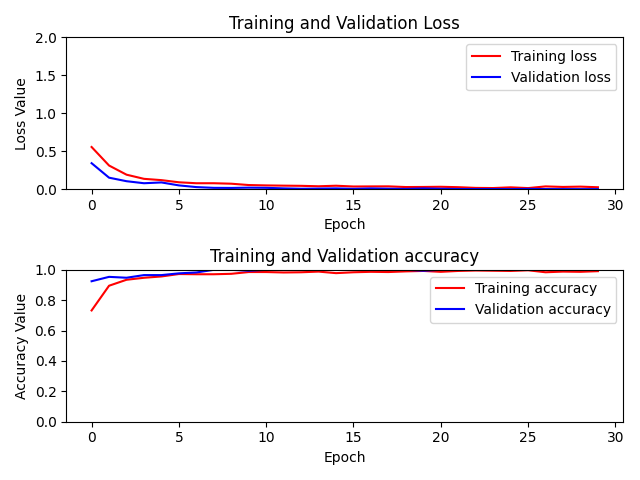 Training and Validation Loss
2.0
1.5
1.0
0.5
0.0
Loss Value
Training loss
Validation loss
0 5 10 15 20 25 30
Epoch
Training and Validation accuracy
1.0
0.8
0.6
0.4
0.2
0.0
Accuracy Value
Training accuracy
Validation accuracy
0 5 10 15 20 25 30
Epoch